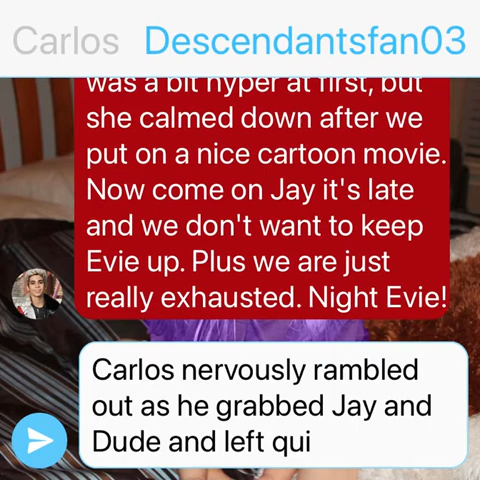 Carlos Descendantsfan03
was a bit hyper at first, but
she calmed down after we
put on a nice cartoon movie.
Now come on Jay it's late
and we don't want to keep
Evie up. Plus we are just
really exhausted. Night Evie!
Carlos nervously rambled
out as he grabbed Jay and
Dude and left qui